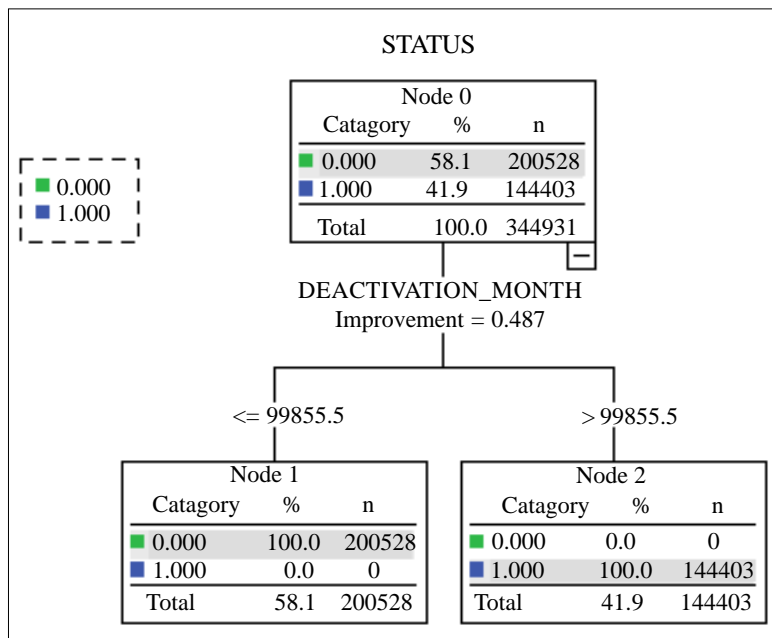 STATUS
Node 0
Catagory % n
0.000 58.1 200528
1.000 41.9 144403
Total 100.0 344931
0.000
1.000
DEACTIVATION_MONTH
Improvement = 0.487
<= 99855.5
> 99855.5
Node 1
Catagory % n
0.000 100.0 200528
1.000 0.0 0
Total 58.1 200528
Node 2
Catagory % n
0.000 0.0 0
1.000 100.0 144403
Total 41.9 144403